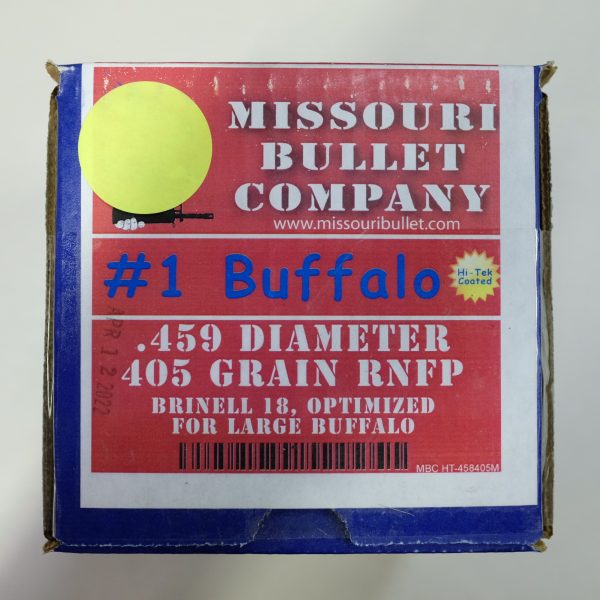 MISSOURI
BULLET
COMPANY
www.missouribullet.com
#1 Buffalo
Hi-Tek
Coated
.459 DIAMETER
405 GRAIN RNFP
BRINELL 18, OPTIMIZED
FOR LARGE BUFFALO
MBC HT-458405M
APR 12 2022